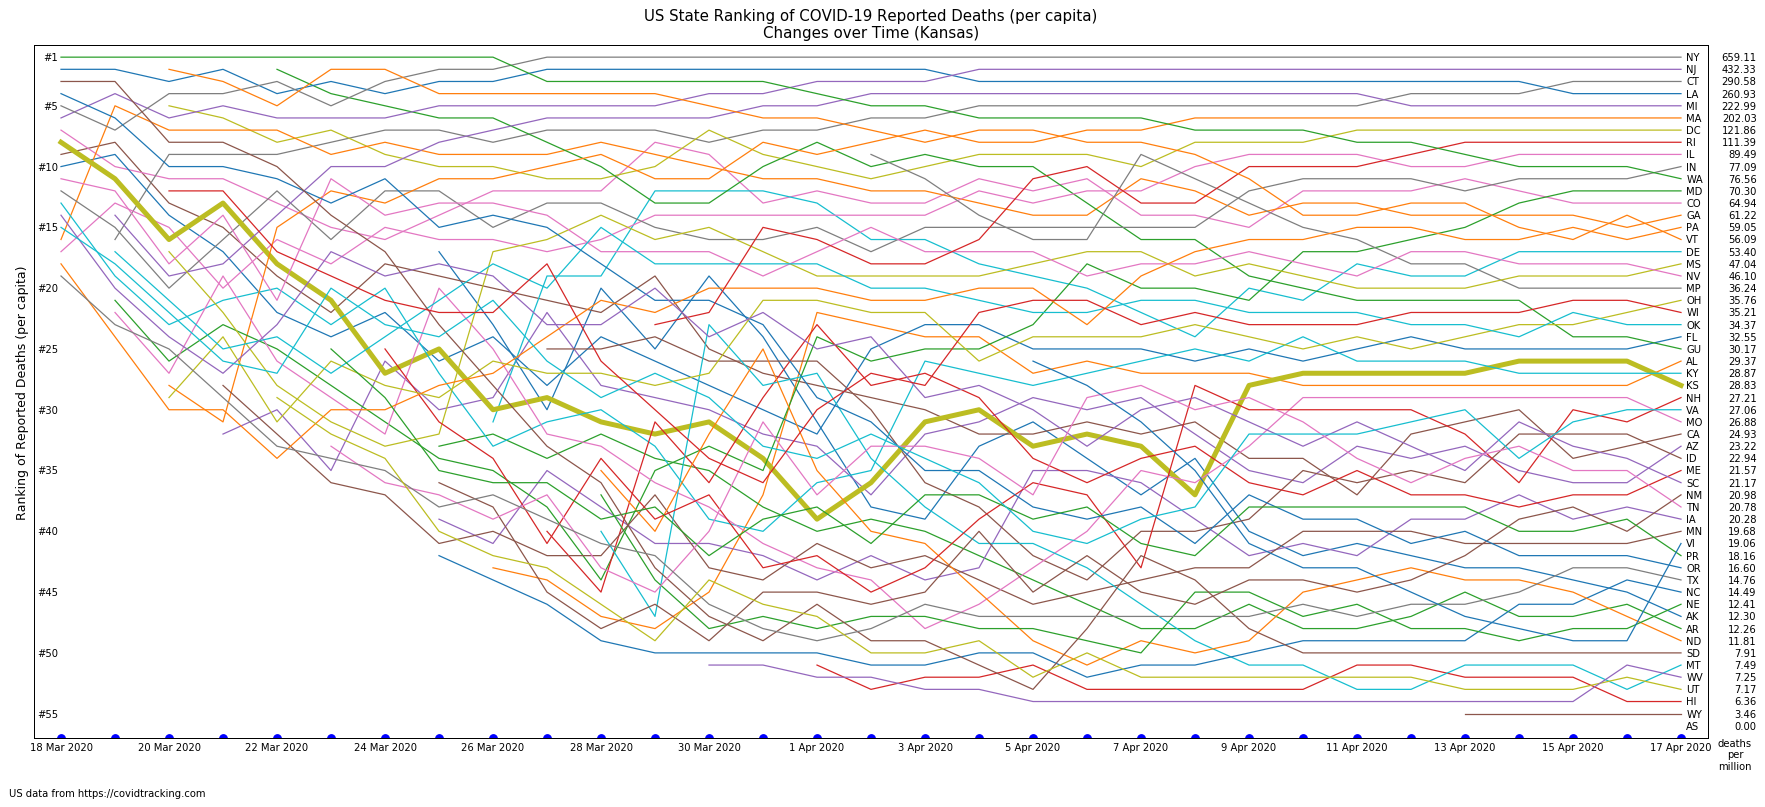 US State Ranking of COVID-19 Reported Deaths (per capita)
Changes over Time (Kansas)
Ranking of Reported Deaths (per capita)
#1
#5
#10
#15
#20
#25
#30
#35
#40
#45
#50
#55
NY 659.11
NJ 432.33
CT 290.58
LA 260.93
MI 222.99
MA 202.03
DC 121.86
RI 111.39
IL 89.49
IN 77.09
WA 76.56
MD 70.30
CO 64.94
GA 61.22
PA 59.05
VT 56.09
DE 53.40
MS 47.04
NV 46.10
MP 36.24
OH 35.76
WI 35.21
OK 34.37
FL 32.55
GU 30.17
AL 29.37
KY 28.87
KS 28.83
NH 27.21
VA 27.06
MO 26.88
CA 24.93
AZ 23.22
ID 22.94
ME 21.57
SC 21.17
NM 20.98
TN 20.78
IA 20.28
MN 19.68
VI 19.06
PR 18.16
OR 16.60
TX 14.76
NC 14.49
NE 12.41
AK 12.30
AR 12.26
ND 11.81
SD 7.91
MT 7.49
WV 7.25
UT 7.17
HI 6.36
WY 3.46
AS 0.00
18 Mar 2020 20 Mar 2020 22 Mar 2020 24 Mar 2020 26 Mar 2020 28 Mar 2020 30 Mar 2020 1 Apr 2020 3 Apr 2020 5 Apr 2020 7 Apr 2020 9 Apr 2020 11 Apr 2020 13 Apr 2020 15 Apr 2020 17 Apr 2020
deaths
per
million
US data from https://covidtracking.com